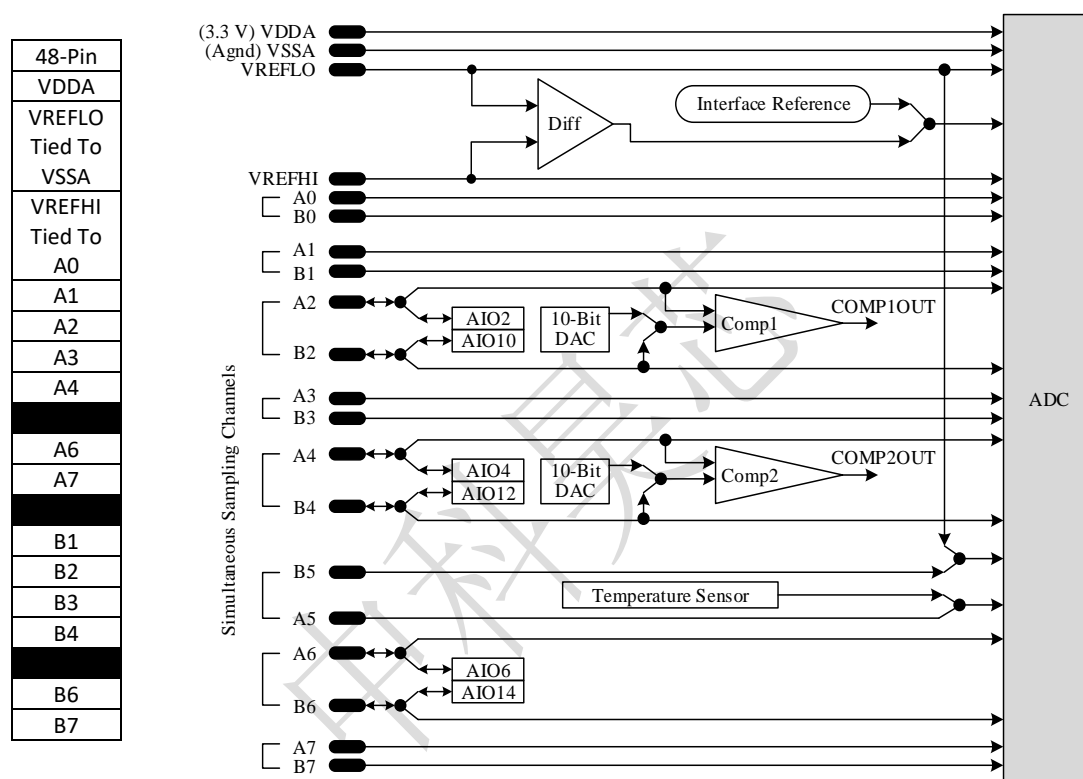 48-Pin
VDDA
VREFLO
Tied To
VSSA
VREFHI
Tied To
A0
A1
A2
A3
A4
A6
A7
B1
B2
B3
B4
B6
B7
(3.3 V) VDDA
(Agnd) VSSA
VREFLO
Interface Reference
Diff
VREFHI
A0
B0
A1
B1
A2
AIO2
AIO10
10-Bit
DAC
Comp1
COMP1OUT
B2
Simultaneous Sampling Channels
A3
B3
ADC
A4
AIO4
AIO12
10-Bit
DAC
Comp2
COMP2OUT
B4
B5
Temperature Sensor
A5
A6
AIO6
AIO14
B6
A7
B7
中科昊芯